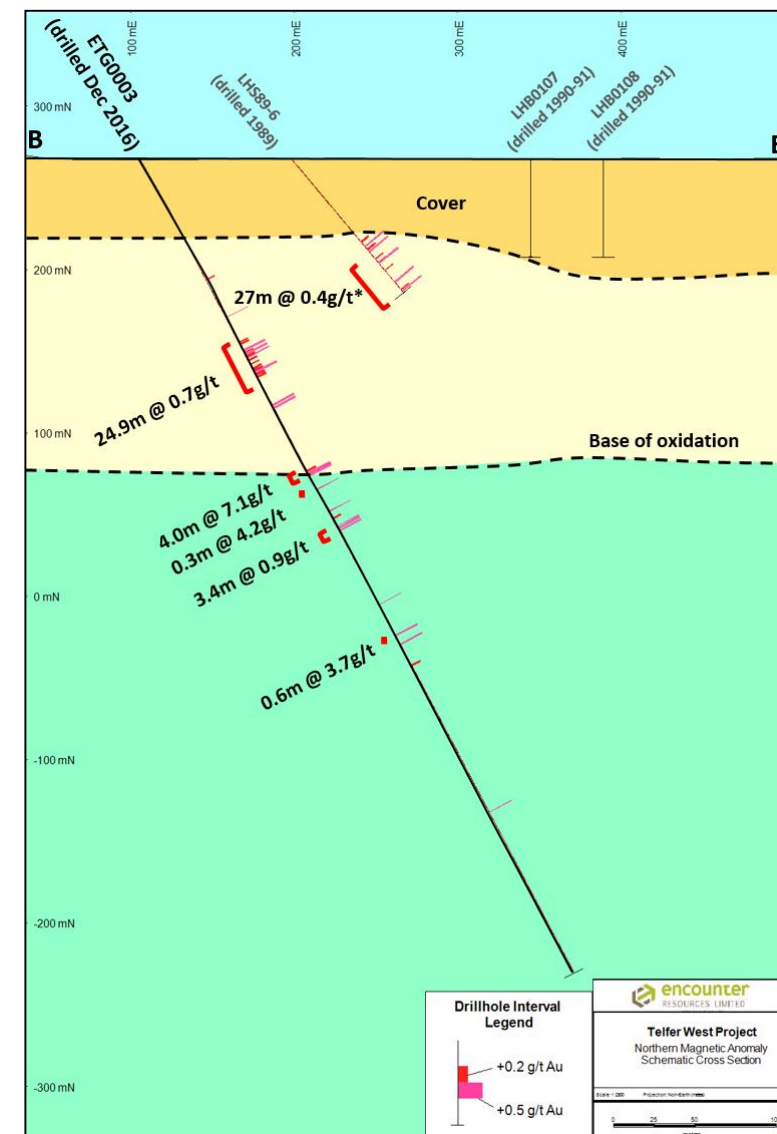 100 mE
200 mE
300 mE
400 mE
ETG0003
(drilled Dec 2016)
LHS89-6
(drilled 1989)
LHB0107
(drilled 1990-91)
LHB0108
(drilled 1990-91)
300 mN
B
Cover
200 mN
27m @ 0.4g/t*
24.9m @ 0.7g/t
100 mN
Base of oxidation
4.0m @ 7.1g/t
0.3m @ 4.2g/t
3.4m @ 0.9g/t
0 mN
0.6m @ 3.7g/t
-100 mN
-200 mN
-300 mN
Drillhole Interval
Legend
+0.2 g/t Au
+0.5 g/t Au
encounter
RESOURCES LIMITED
Telfer West Project
Northern Magnetic Anomaly
Schematic Cross Section
0 25 50